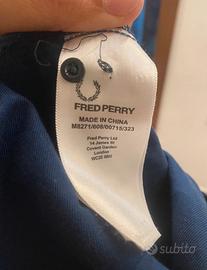 FRED PERRY
MADE IN CHINA
M8271/608/00715/323
Fred Perry Ltd
14 James St
Covent Garden
London
WC2E 8BU
subito